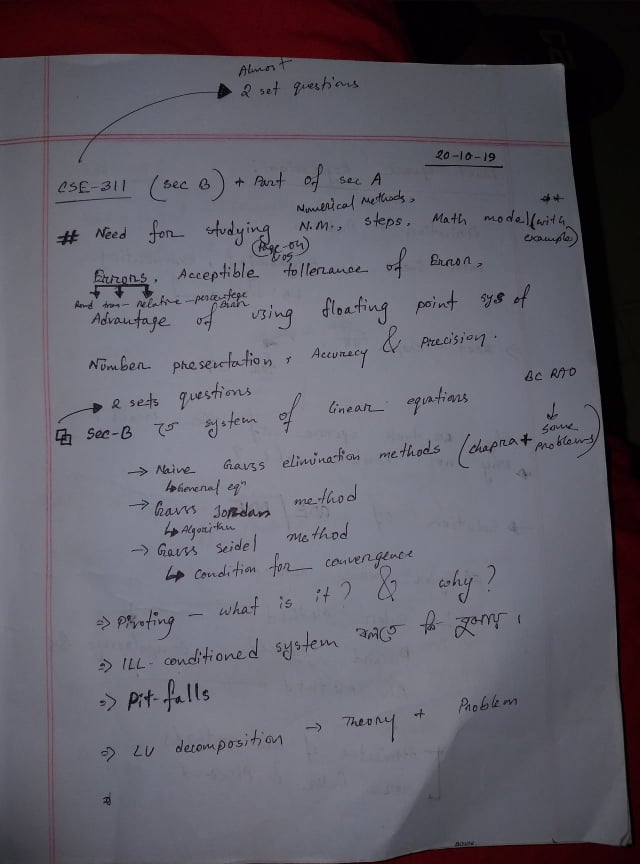 Almost
2 set questions
20-10-19
CSE-311 (sec B) + Part of sec A
Numerical Methods,
# Need for studying N.M., steps, Math model (with example)
**
(Page-04)
Errors, Acceptible tollerance of Error,
Round trun- Relative - percentage
Error
Advantage of using floating point sys of
Number presentation, Accuracy & Precision.
→ 2 sets questions
BC RAO
Sec-B তে system of linear equations
→ Naive Gauss elimination methods (chapra + some problems)
↳ General eqn
→ Gauss Jordan method
↳ Algorithm
→ Gauss Seidel Method
↳ condition for convergence
⇒ Pivoting - what is it? & why?
⇒ ILL-conditioned system বলতে কি বুঝায়।
⇒ Pit-falls
⇒ LU decomposition → Theory + Problem